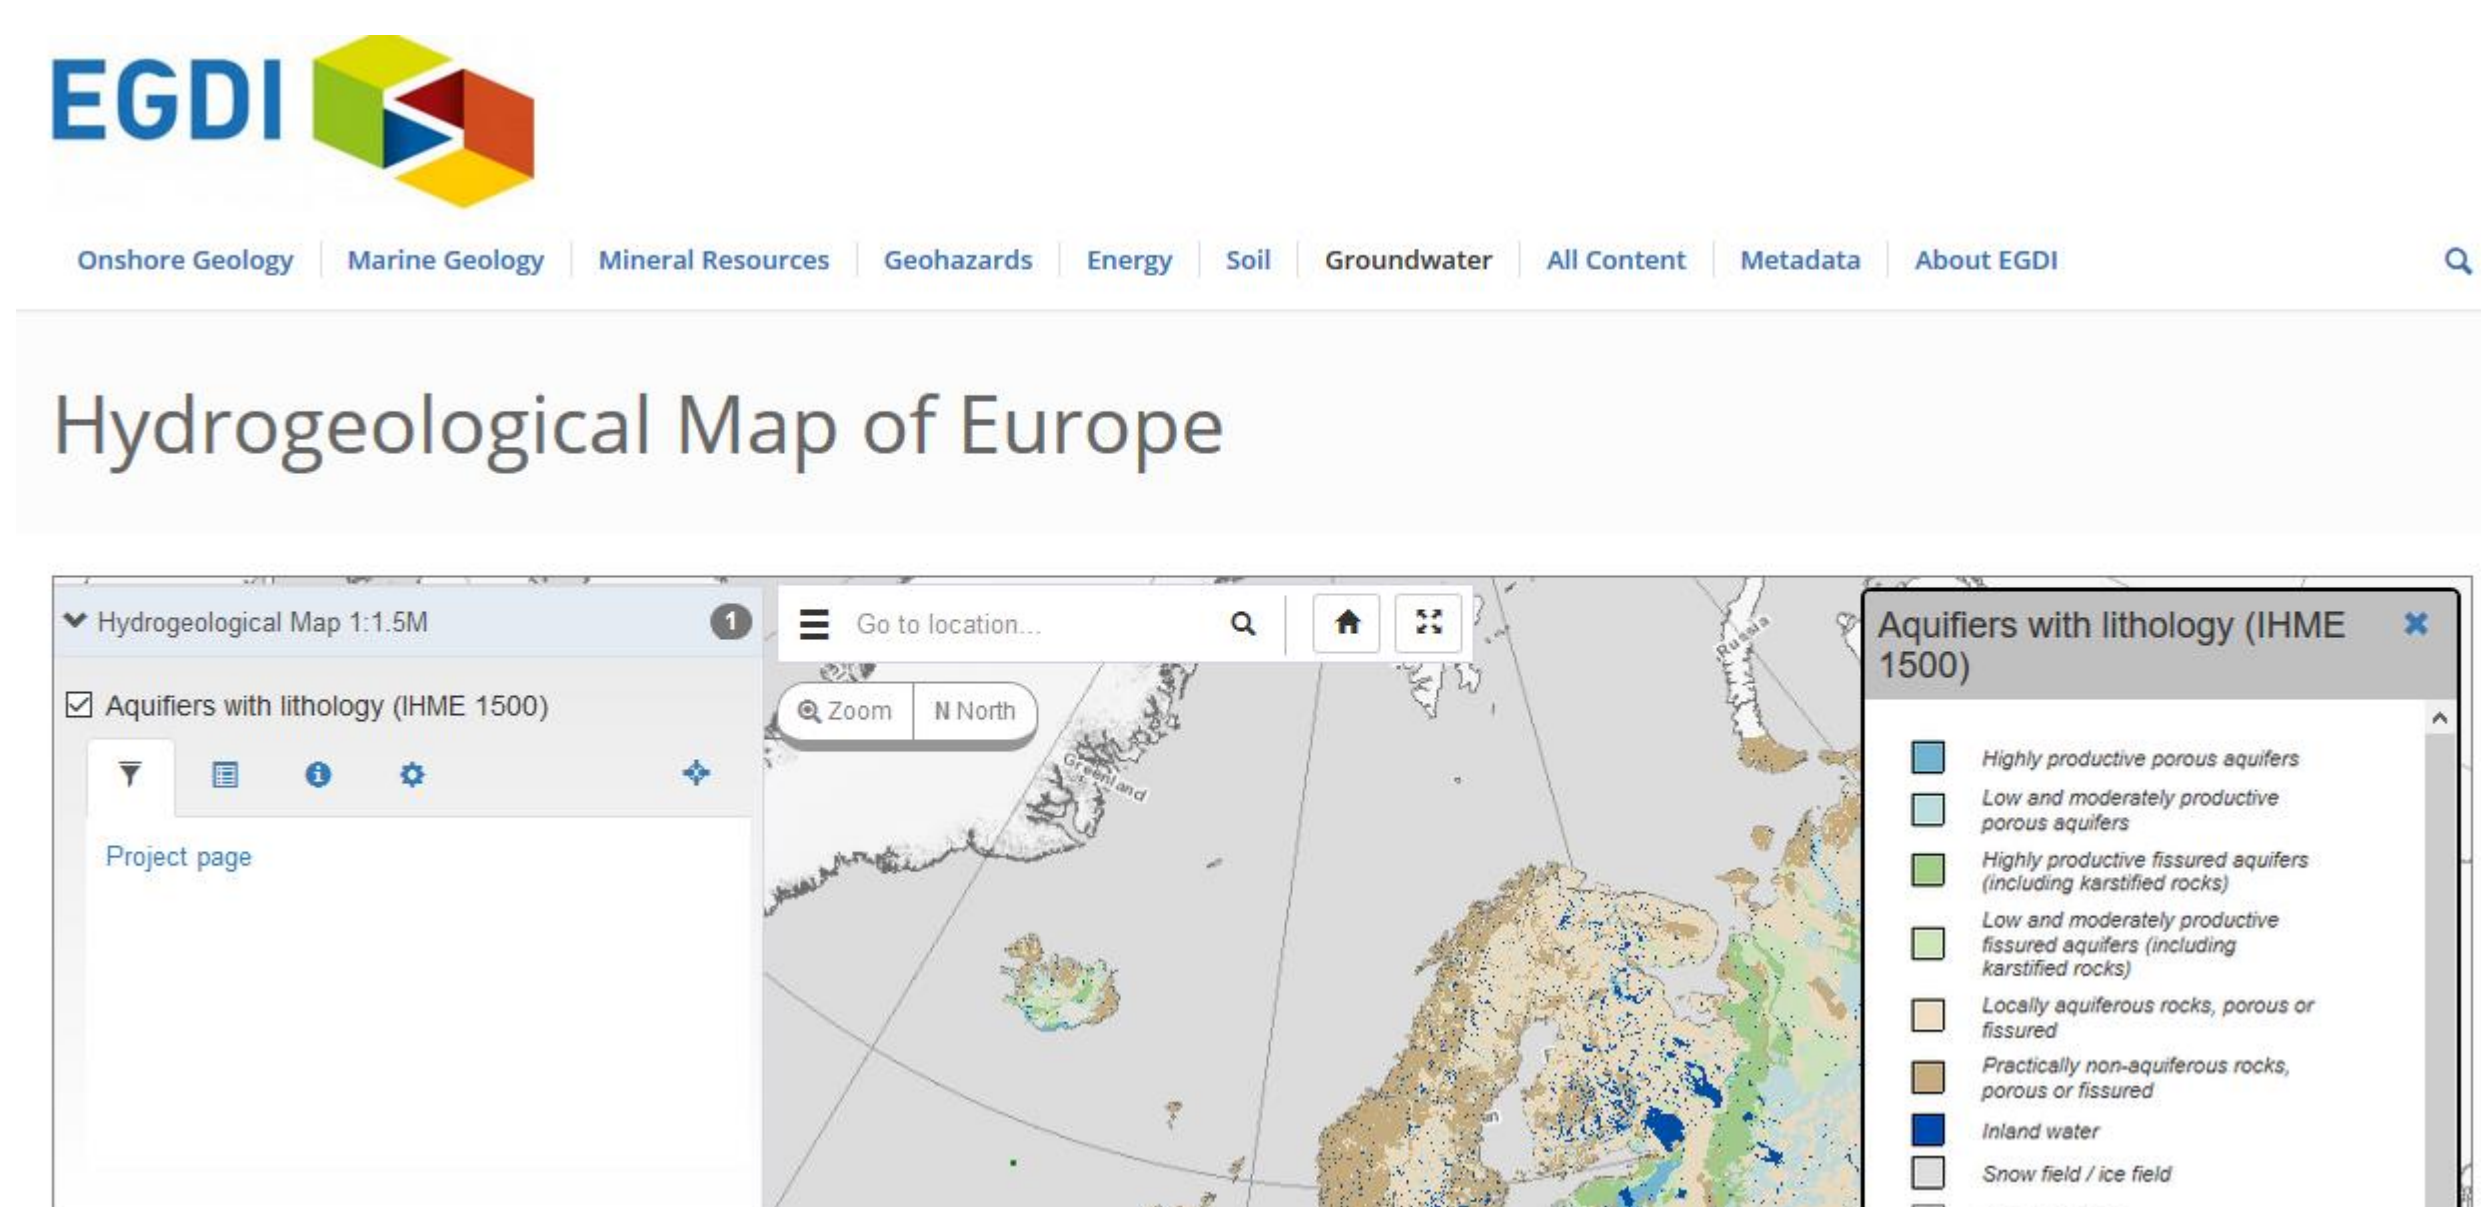 EGDI
Onshore Geology
Marine Geology
Mineral Resources
Geohazards
Energy
Soil
Groundwater
All Content
Metadata
About EGDI
Hydrogeological Map of Europe
Hydrogeological Map 1:1.5M
1
Aquifiers with lithology (IHME 1500)
Project page
Go to location...
Zoom
N North
Greenland
Russia
Aquifiers with lithology (IHME
1500)
Highly productive porous aquifers
Low and moderately productive
porous aquifers
Highly productive fissured aquifers
(including karstified rocks)
Low and moderately productive
fissured aquifers (including
karstified rocks)
Locally aquiferous rocks, porous or
fissured
Practically non-aquiferous rocks,
porous or fissured
Inland water
Snow field / ice field